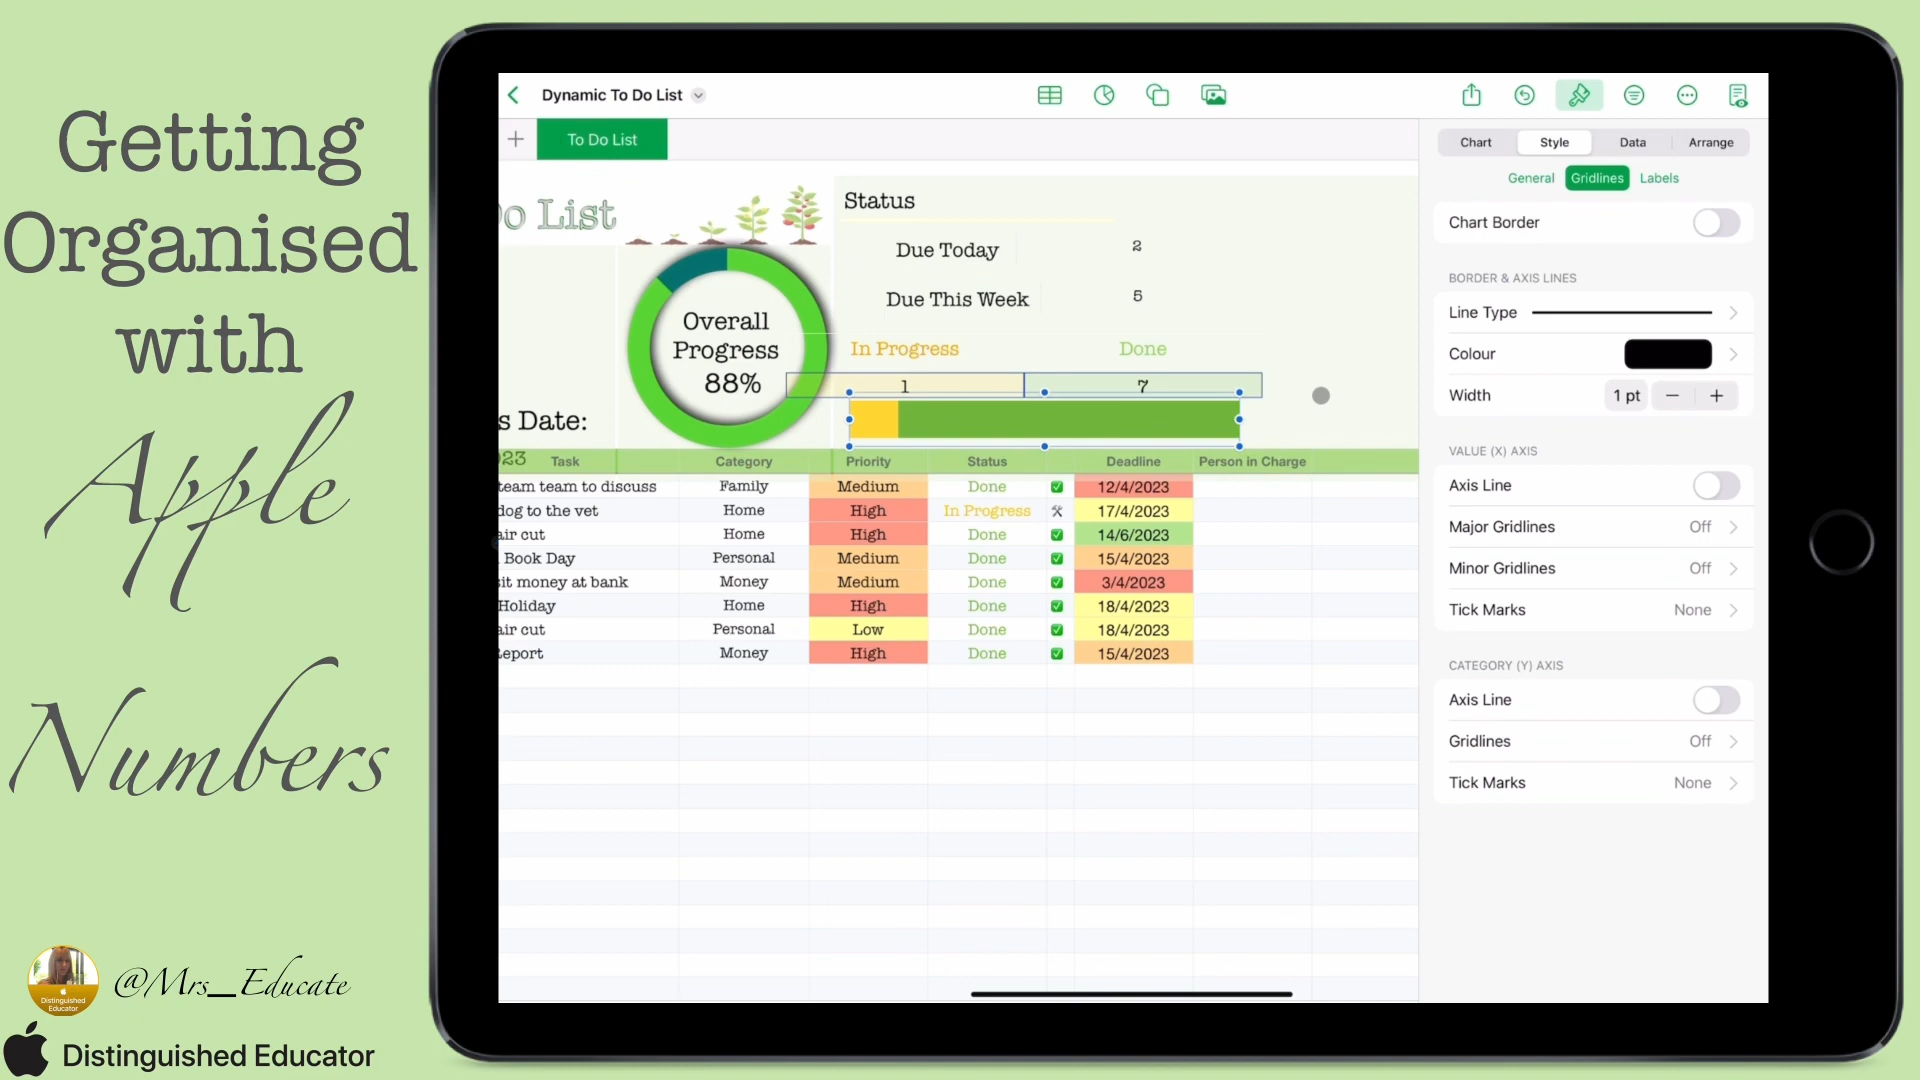 Getting
Organised
with
Apple
Numbers
@Mrs_Educate
Distinguished
Educator
Distinguished Educator
Dynamic To Do List
To Do List
Do List
Status
Due Today 2
Due This Week 5
In Progress Done
1 7
Overall
Progress
88%
s Date:
023 Task Category Priority Status Deadline Person in Charge
team team to discuss Family Medium Done 12/4/2023
dog to the vet Home High In Progress 17/4/2023
air cut Home High Done 14/6/2023
Book Day Personal Medium Done 15/4/2023
sit money at bank Money Medium Done 3/4/2023
Holiday Home High Done 18/4/2023
air cut Personal Low Done 18/4/2023
Report Money High Done 15/4/2023
Chart Style Data Arrange
General Gridlines Labels
Chart Border
BORDER & AXIS LINES
Line Type
Colour
Width 1 pt
VALUE (X) AXIS
Axis Line
Major Gridlines Off
Minor Gridlines Off
Tick Marks None
CATEGORY (Y) AXIS
Axis Line
Gridlines Off
Tick Marks None